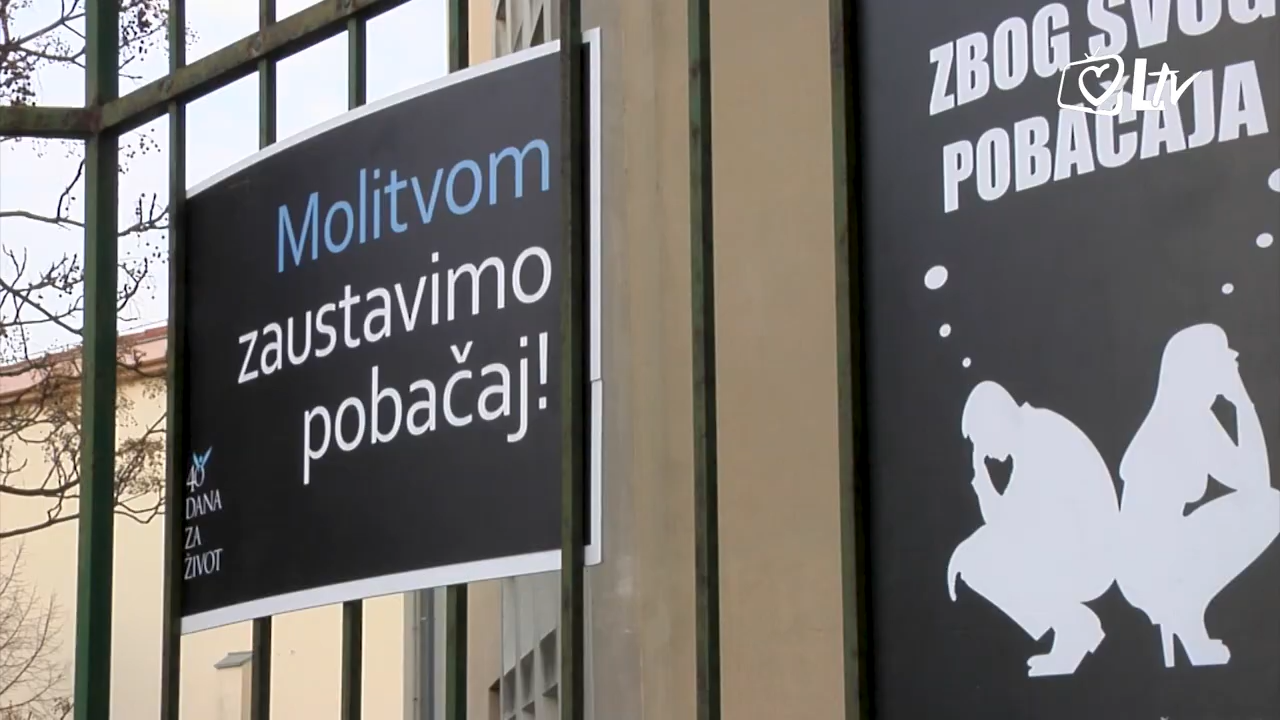 Molitvom
zaustavimo
pobačaj!
40
DANA
ZA
ŽIVOT
ZBOG SVOG
POBAČAJA
Ltv